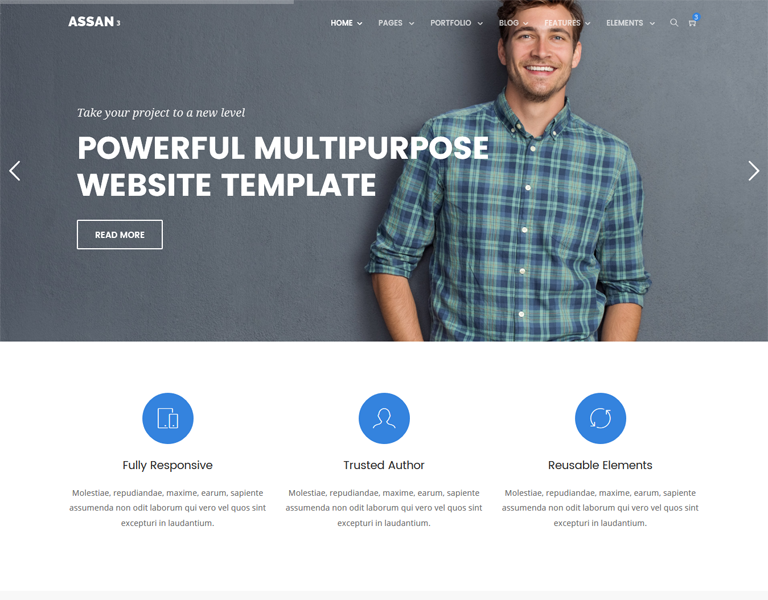 ASSAN 3
HOME PAGES PORTFOLIO BLOG FEATURES ELEMENTS 3
Take your project to a new level
POWERFUL MULTIPURPOSE
WEBSITE TEMPLATE
READ MORE
Fully Responsive
Molestiae, repudiandae, maxime, earum, sapiente
assumenda non odit laborum qui vero vel quos sint
excepturi in laudantium.
Trusted Author
Molestiae, repudiandae, maxime, earum, sapiente
assumenda non odit laborum qui vero vel quos sint
excepturi in laudantium.
Reusable Elements
Molestiae, repudiandae, maxime, earum, sapiente
assumenda non odit laborum qui vero vel quos sint
excepturi in laudantium.